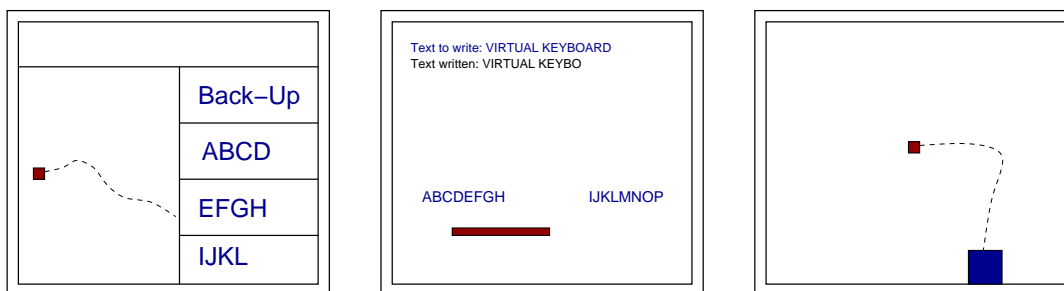 Back−Up
ABCD
EFGH
IJKL
Text to write: VIRTUAL KEYBOARD
Text written: VIRTUAL KEYBO
ABCDEFGH
IJKLMNOP